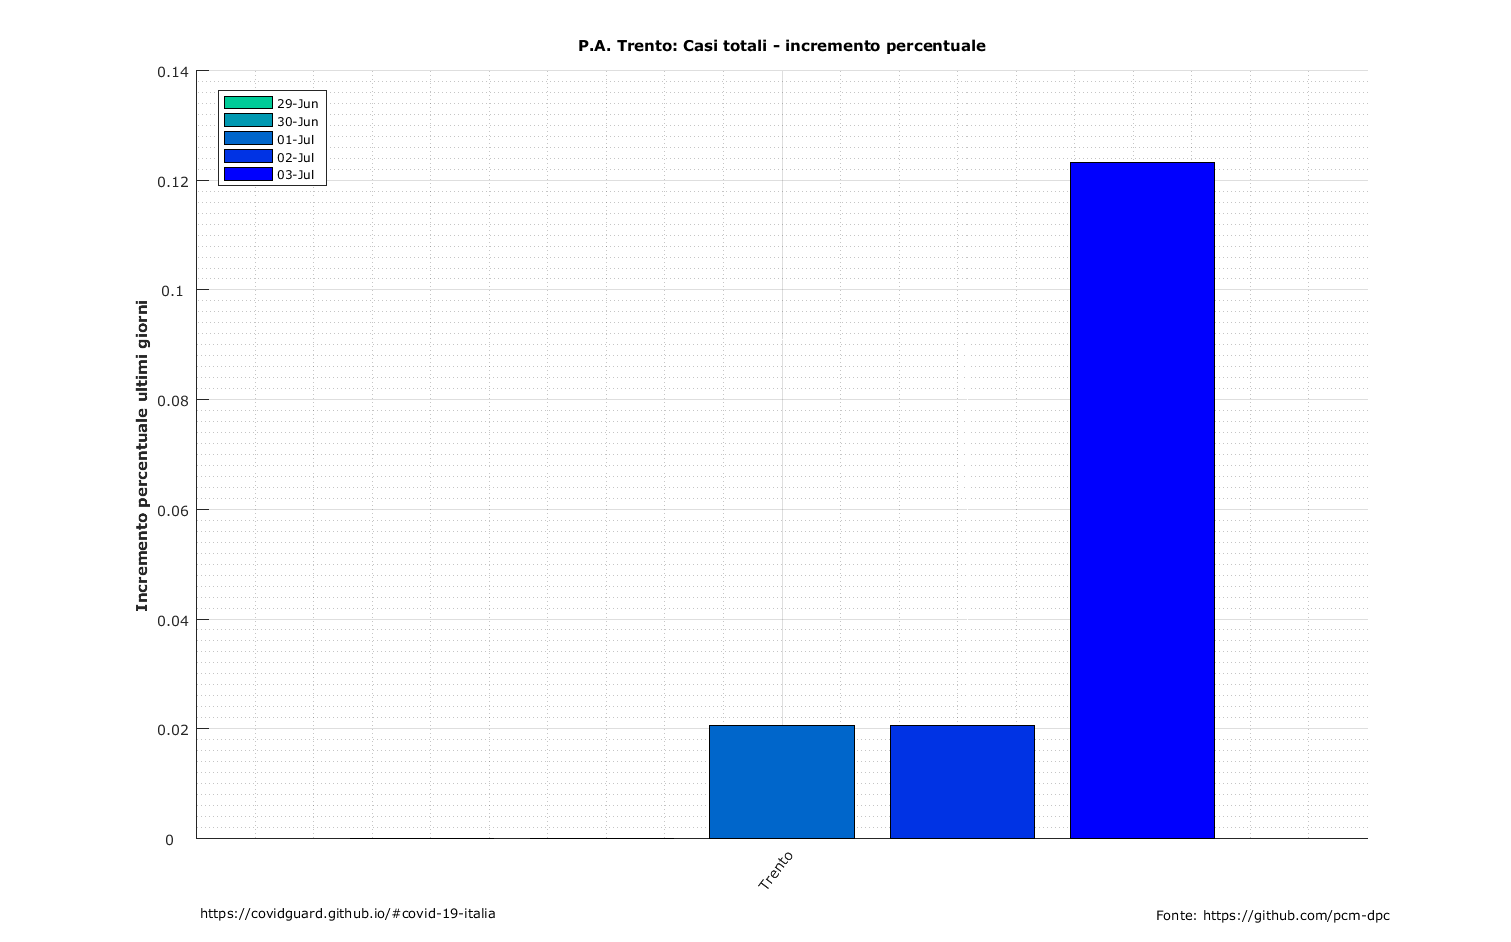 P.A. Trento: Casi totali - incremento percentuale
0.14
29-Jun
30-Jun
01-Jul
02-Jul
03-Jul
0.12
0.1
0.08
0.06
0.04
0.02
0
Incremento percentuale ultimi giorni
Trento
https://covidguard.github.io/#covid-19-italia
Fonte: https://github.com/pcm-dpc